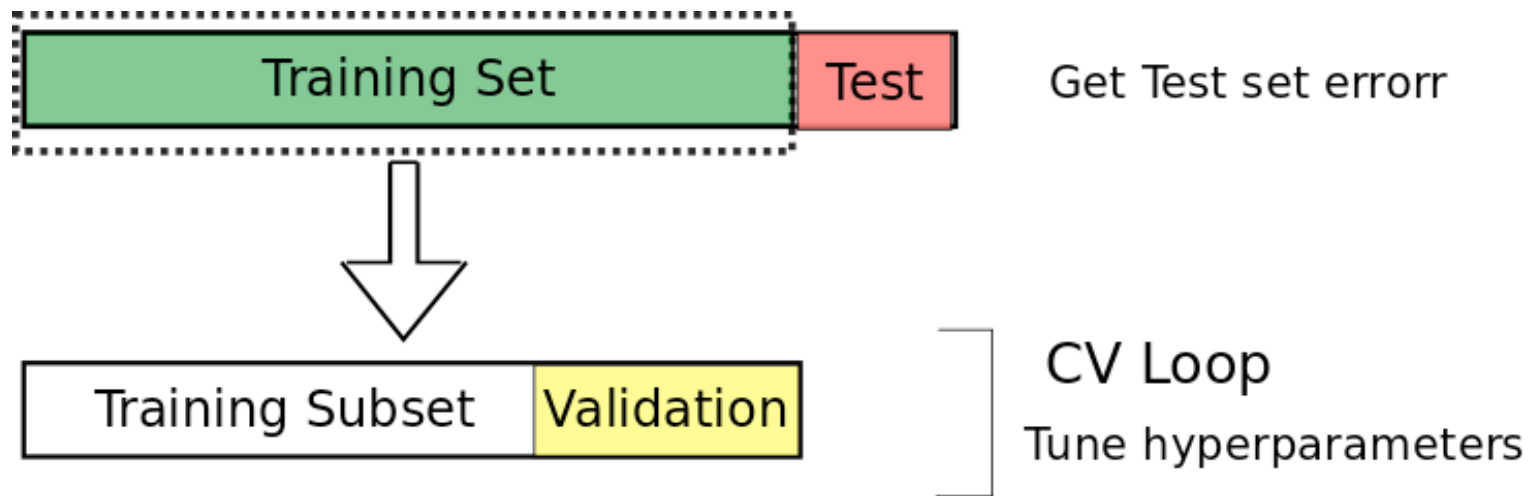 Training Set
Test
Get Test set errorr
Training Subset
Validation
CV Loop
Tune hyperparameters